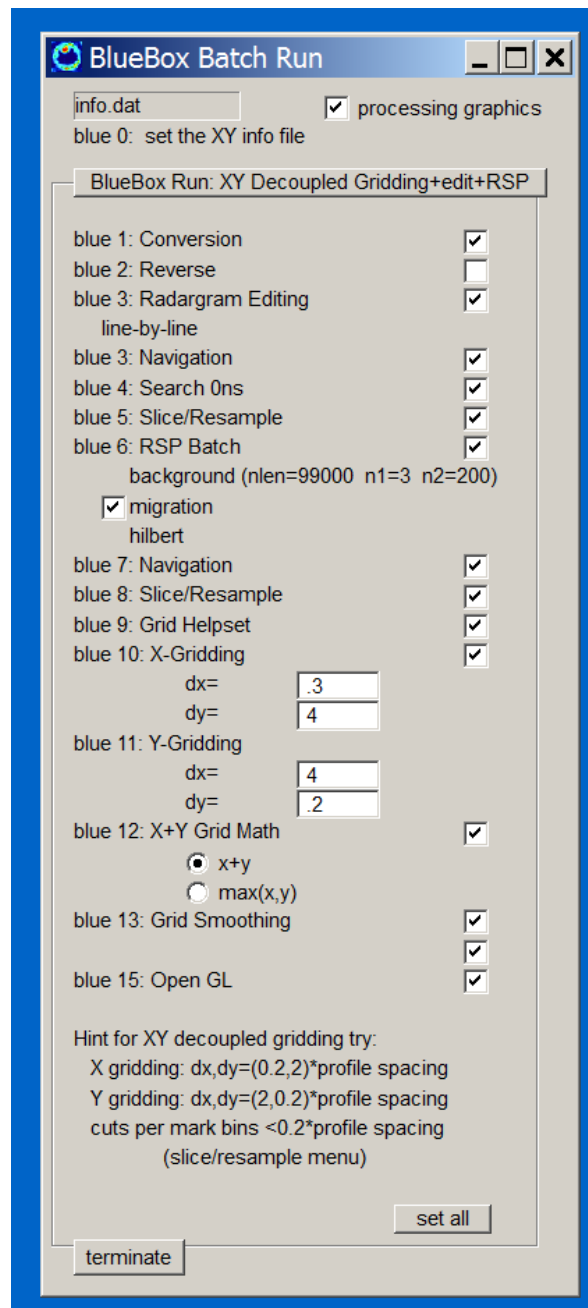 BlueBox Batch Run
info.dat
processing graphics
blue 0: set the XY info file
BlueBox Run: XY Decoupled Gridding+edit+RSP
blue 1: Conversion
blue 2: Reverse
blue 3: Radargram Editing
line-by-line
blue 3: Navigation
blue 4: Search 0ns
blue 5: Slice/Resample
blue 6: RSP Batch
background (nlen=99000 n1=3 n2=200)
migration
hilbert
blue 7: Navigation
blue 8: Slice/Resample
blue 9: Grid Helpset
blue 10: X-Gridding
dx= .3
dy= 4
blue 11: Y-Gridding
dx= 4
dy= .2
blue 12: X+Y Grid Math
x+y
max(x,y)
blue 13: Grid Smoothing
blue 15: Open GL
Hint for XY decoupled gridding try:
X gridding: dx,dy=(0.2,2)*profile spacing
Y gridding: dx,dy=(2,0.2)*profile spacing
cuts per mark bins <0.2*profile spacing
(slice/resample menu)
set all
terminate